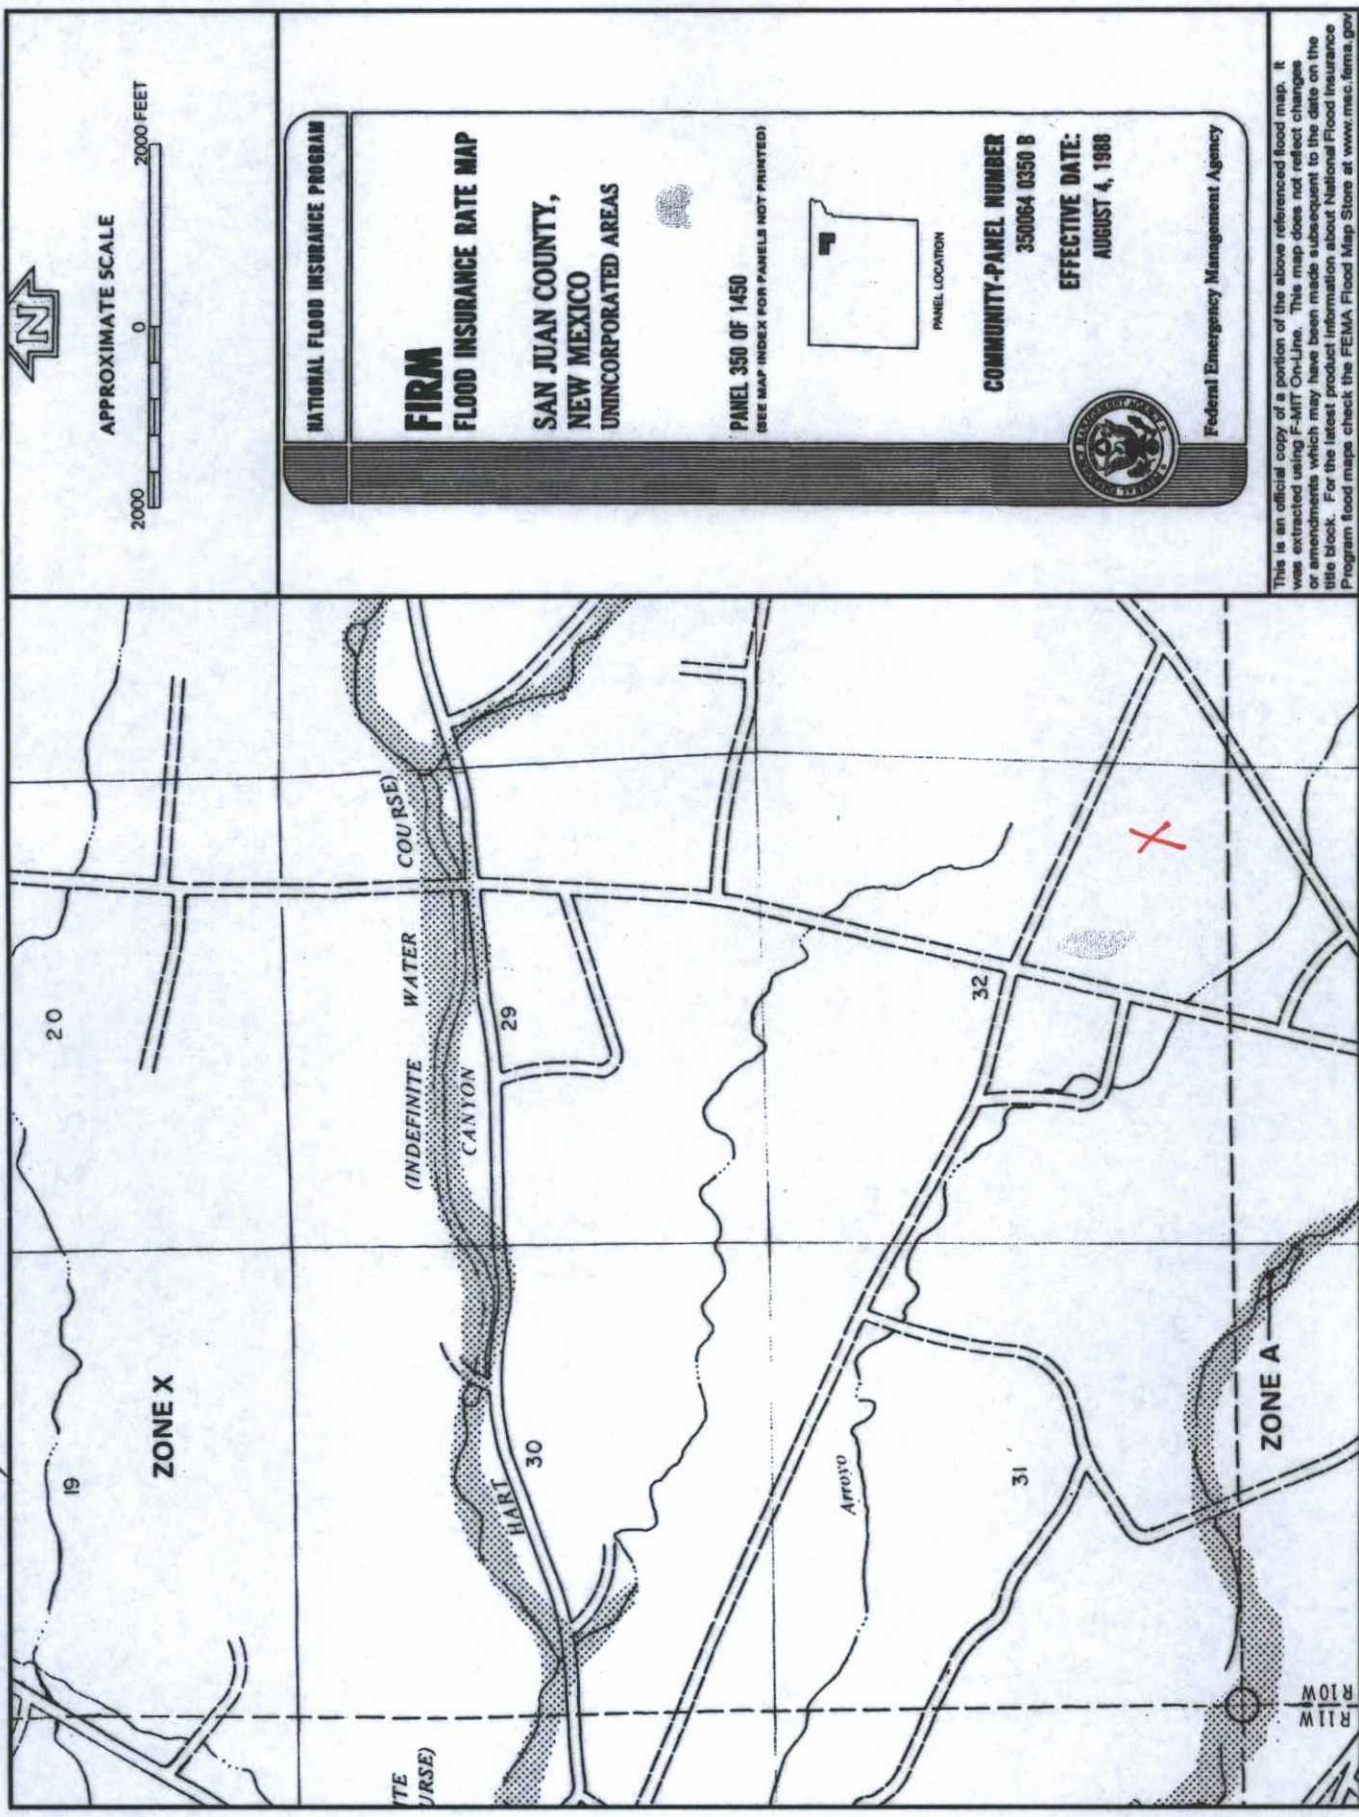 N
APPROXIMATE SCALE
2000 0 2000 FEET
NATIONAL FLOOD INSURANCE PROGRAM
FIRM
FLOOD INSURANCE RATE MAP
SAN JUAN COUNTY,
NEW MEXICO
UNINCORPORATED AREAS
PANEL 350 OF 1450
(SEE MAP INDEX FOR PANELS NOT PRINTED)
PANEL LOCATION
COMMUNITY-PANEL NUMBER
350064 0350 B
EFFECTIVE DATE:
AUGUST 4, 1988
Federal Emergency Management Agency
This is an official copy of a portion of the above referenced flood map. It
was extracted using F-MIT On-Line. This map does not reflect changes
or amendments which may have been made subsequent to the date on the
title block. For the latest product information about National Flood Insurance
Program flood maps check the FEMA Flood Map Store at www.msc.fema.gov
20
19
ZONE X
(INDEFINITE WATER COURSE)
HART CANYON
29
30
ITE
URSE)
32
X
Arroyo
31
ZONE A
R11W
R10W